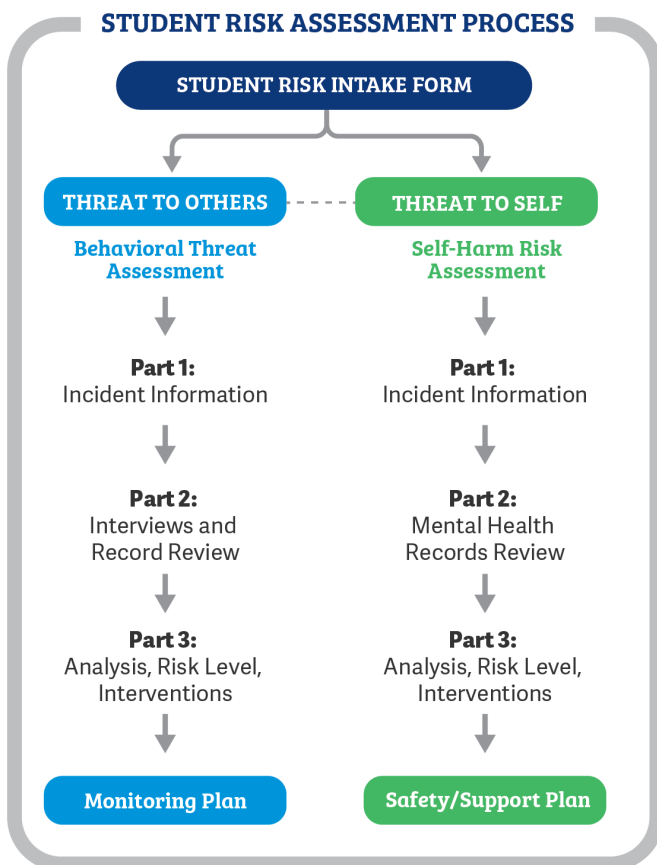 STUDENT RISK ASSESSMENT PROCESS
STUDENT RISK INTAKE FORM
THREAT TO OTHERS
Behavioral Threat
Assessment
Part 1:
Incident Information
Part 2:
Interviews and
Record Review
Part 3:
Analysis, Risk Level,
Interventions
Monitoring Plan
THREAT TO SELF
Self-Harm Risk
Assessment
Part 1:
Incident Information
Part 2:
Mental Health
Records Review
Part 3:
Analysis, Risk Level,
Interventions
Safety/Support Plan